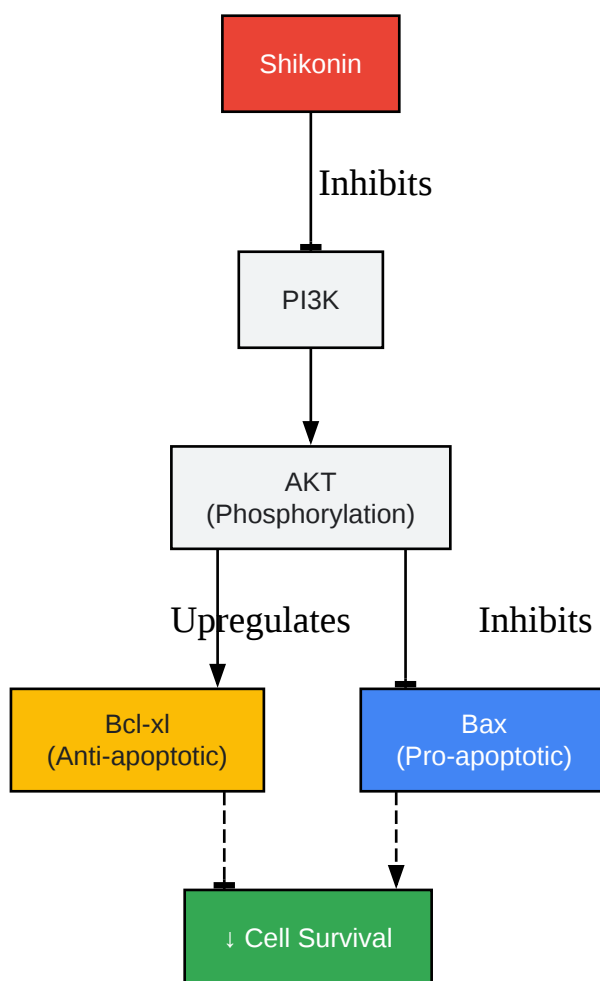 Shikonin
Inhibits
PI3K
AKT
(Phosphorylation)
Upregulates
Inhibits
Bcl-xl
(Anti-apoptotic)
Bax
(Pro-apoptotic)
↓ Cell Survival